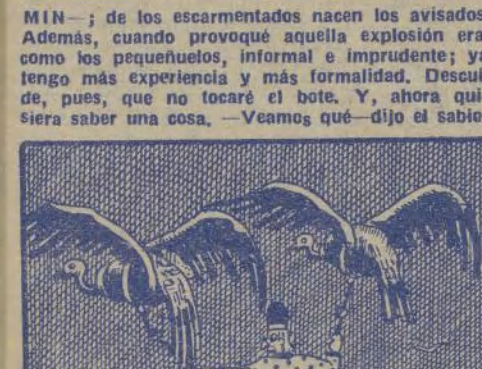 MIN—; de los escarmentados nacen los avisados
Además, cuando provoqué aquella explosión era
como los pequeñuelos, informal e imprudente; ya
tengo más experiencia y más formalidad. Descui
de, pues, que no tocaré el bote. Y, ahora qui
siera saber una cosa. —Veamos qué—dijo el sabio